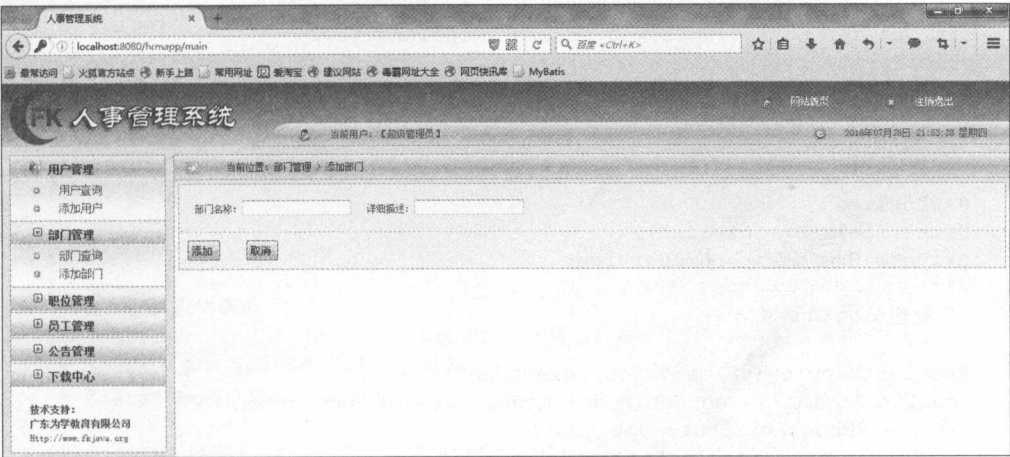 人事管理系统
localhost:8080/hrmapp/main
百度 <Ctrl+K>
最常访问 火狐官方站点 新手上路 常用网址 爱淘宝 建议网站 毒霸网址大全 网页快讯库 MyBatis
FK 人事管理系统
网站首页 注销退出
当前用户：【超级管理员】
2016年07月28日 星期四
用户管理
用户查询
添加用户
部门管理
部门查询
添加部门
职位管理
员工管理
公告管理
下载中心
技术支持：
广东为学教育有限公司
Http://www.fkjava.org
当前位置：部门管理 > 添加部门
部门名称： 详细描述：
添加 取消